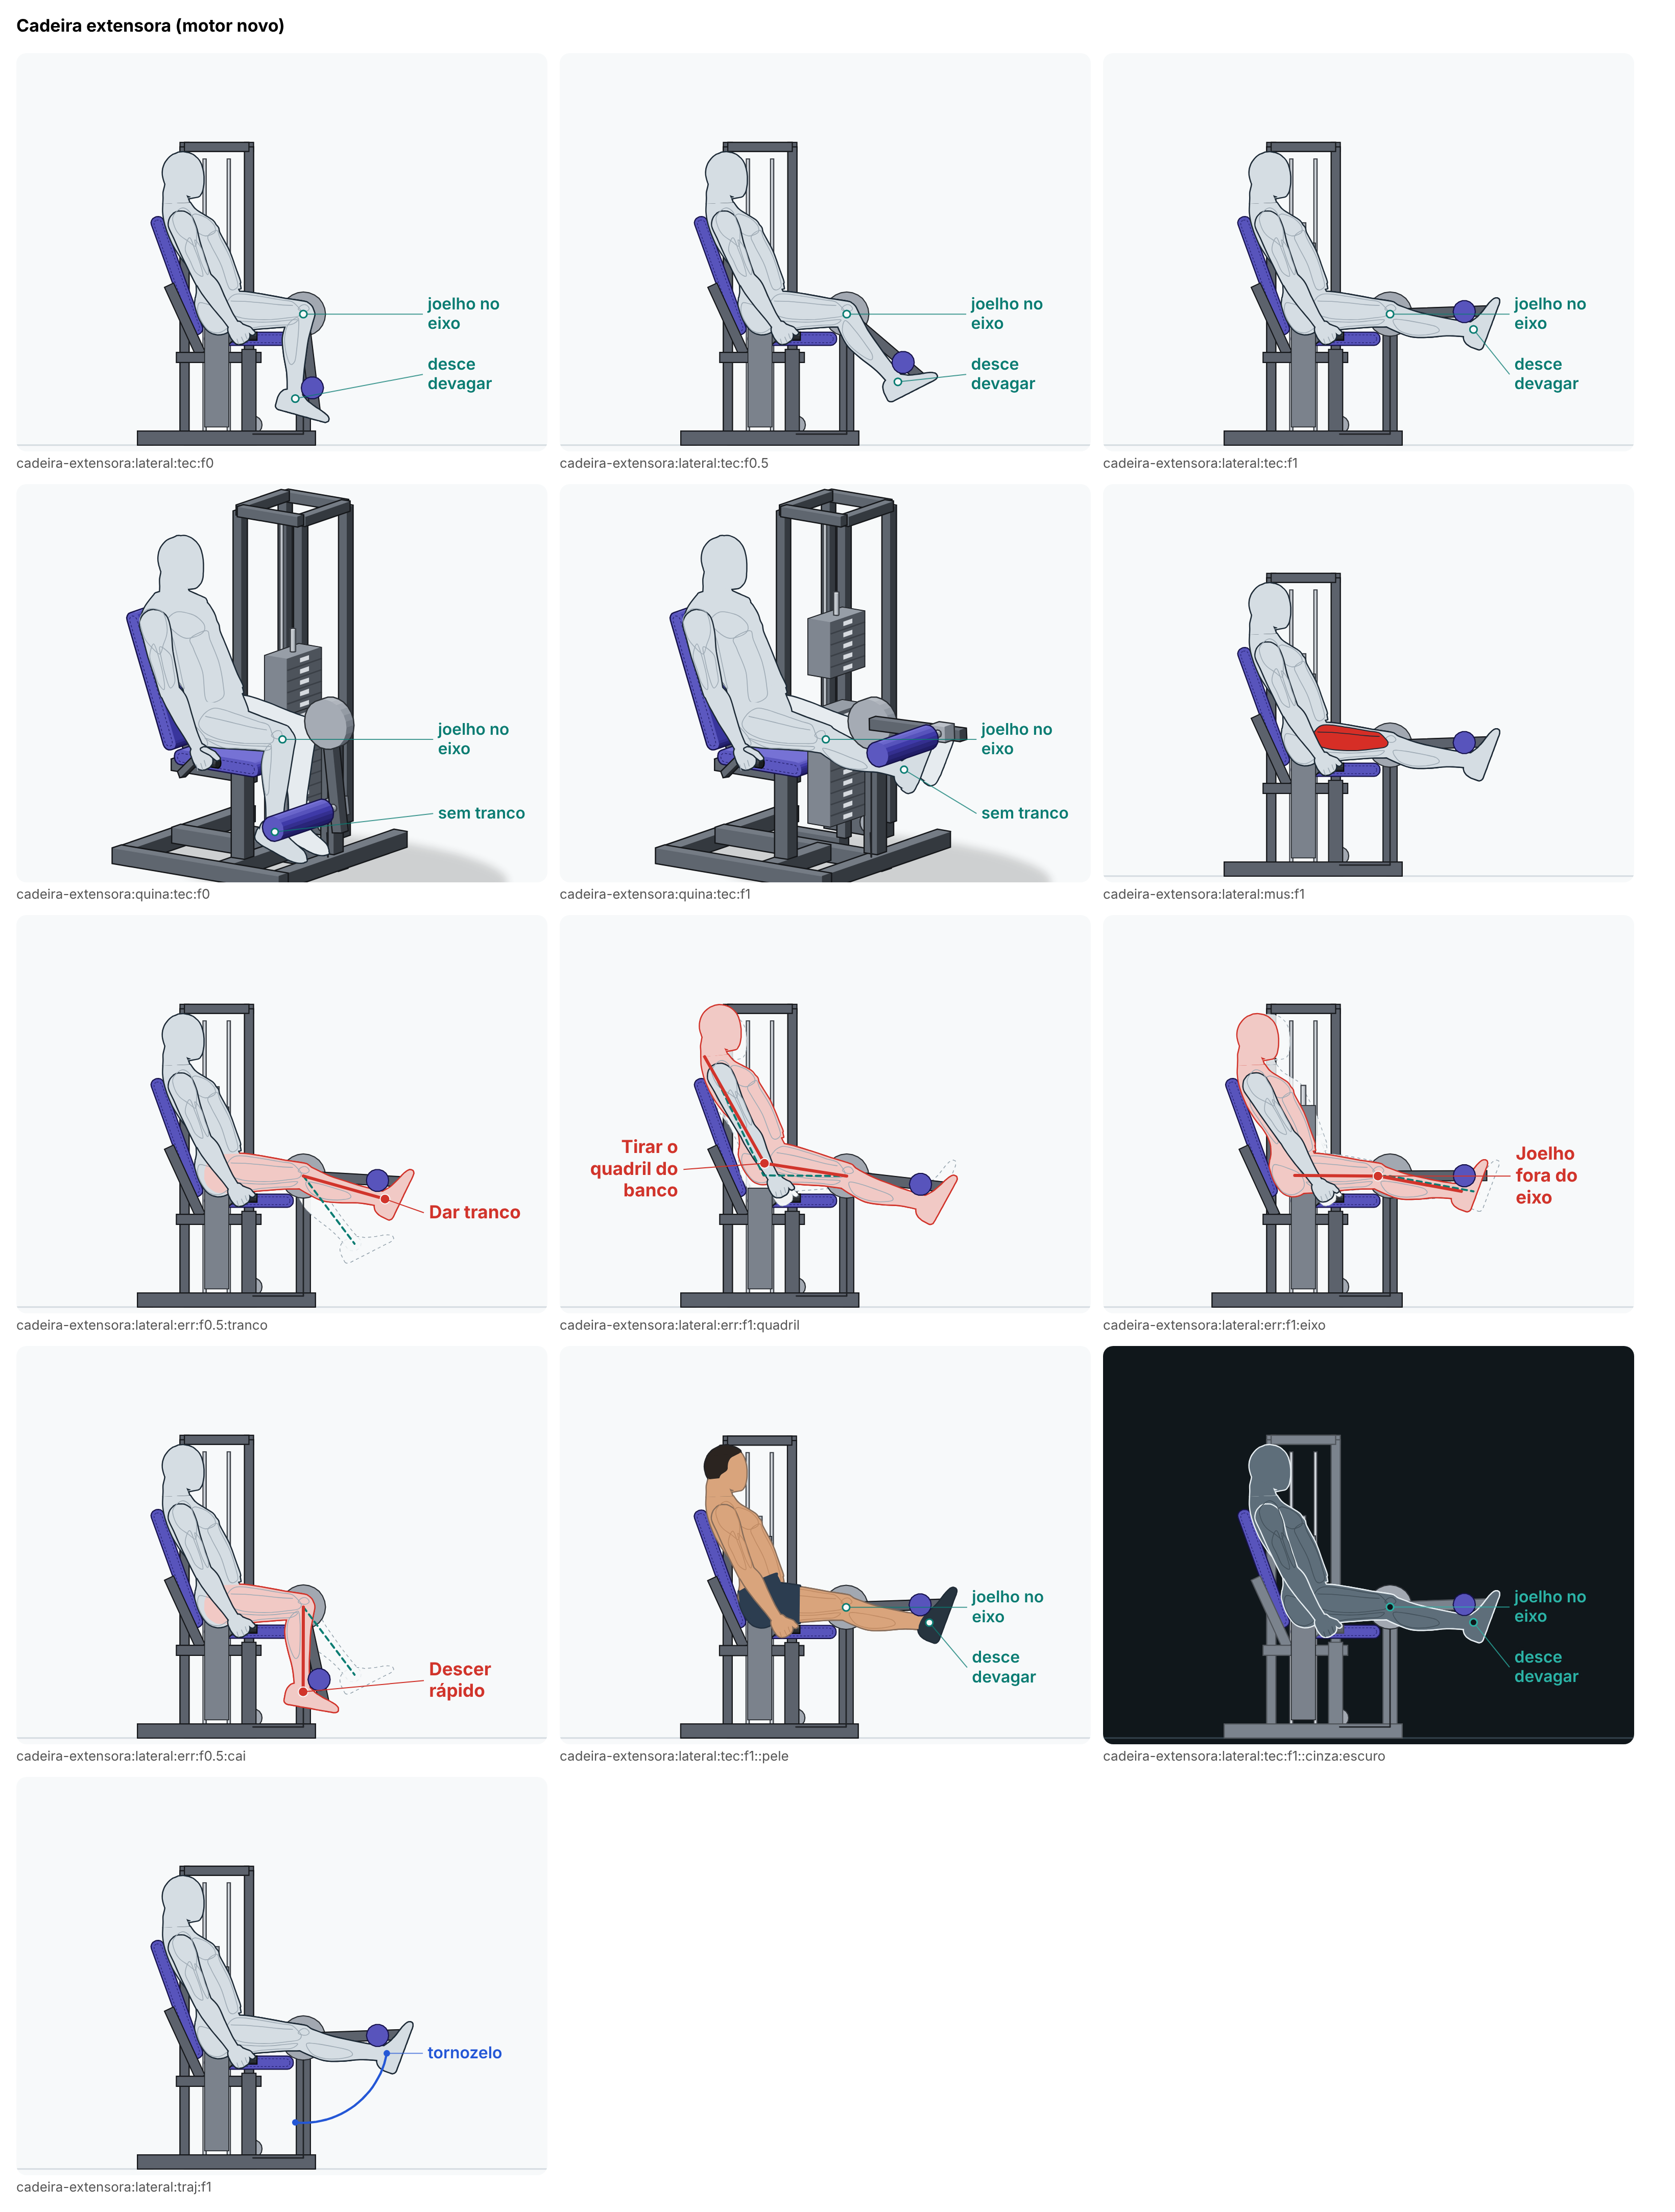 Cadeira extensora (motor novo)
joelho no
eixo
desce
devagar
cadeira-extensora:lateral:tec:f0
joelho no
eixo
desce
devagar
cadeira-extensora:lateral:tec:f0.5
joelho no
eixo
desce
devagar
cadeira-extensora:lateral:tec:f1
joelho no
eixo
sem tranco
cadeira-extensora:quina:tec:f0
joelho no
eixo
sem tranco
cadeira-extensora:quina:tec:f1
cadeira-extensora:lateral:mus:f1
Dar tranco
cadeira-extensora:lateral:err:f0.5:tranco
Tirar o
quadril do
banco
cadeira-extensora:lateral:err:f1:quadril
Joelho
fora do
eixo
cadeira-extensora:lateral:err:f1:eixo
Descer
rápido
cadeira-extensora:lateral:err:f0.5:cai
joelho no
eixo
desce
devagar
cadeira-extensora:lateral:tec:f1::pele
joelho no
eixo
desce
devagar
cadeira-extensora:lateral:tec:f1::cinza:escuro
tornozelo
cadeira-extensora:lateral:traj:f1